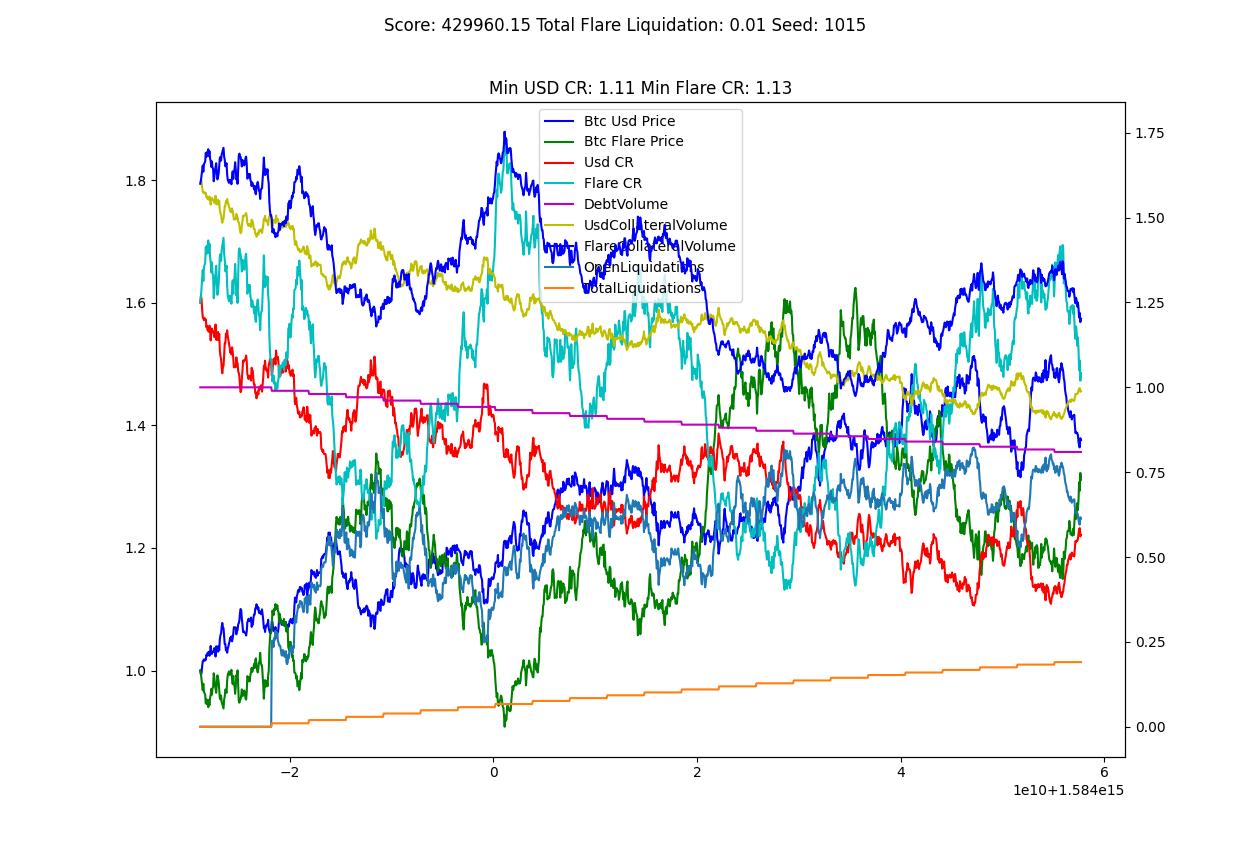 Score: 429960.15 Total Flare Liquidation: 0.01 Seed: 1015
Min USD CR: 1.11 Min Flare CR: 1.13
Btc Usd Price
Btc Flare Price
Usd CR
Flare CR
DebtVolume
UsdCollateralVolume
FlareCollateralVolume
OpenLiquidations
TotalLiquidations
1.8
1.6
1.4
1.2
1.0
1.75
1.50
1.25
1.00
0.75
0.50
0.25
0.00
−2
0
2
4
6
1e10+1.584e15